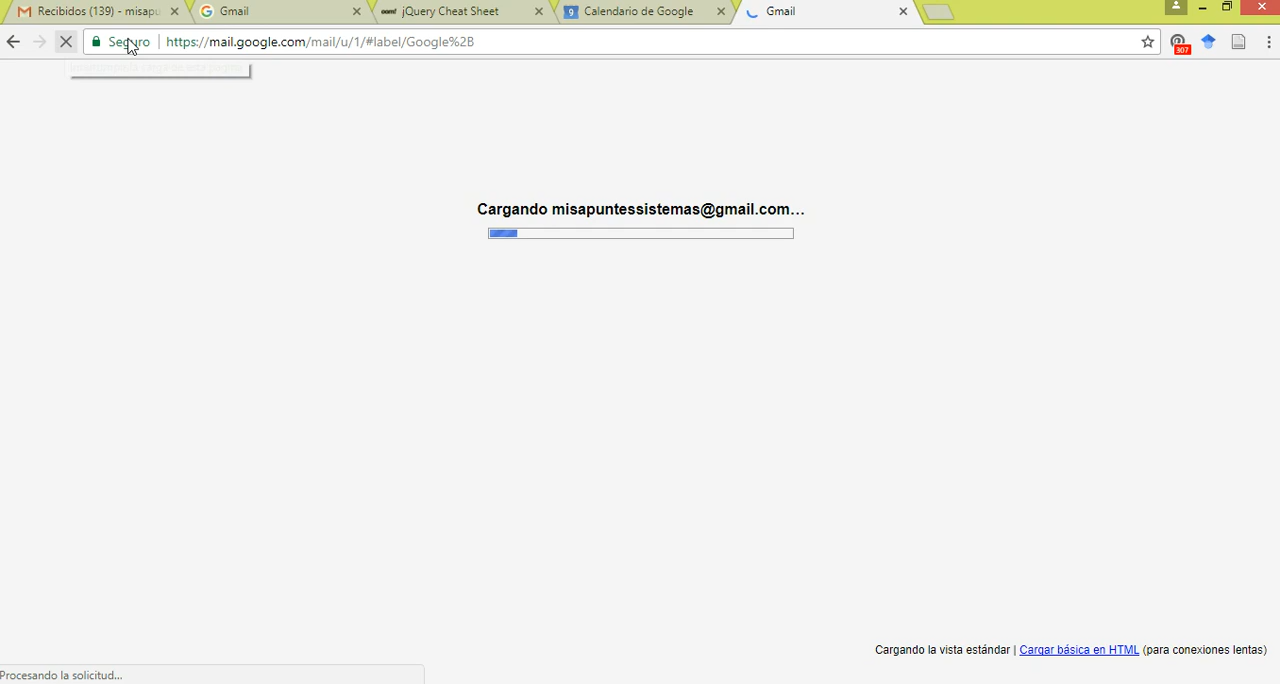 Recibidos (139) - misapu
Gmail
jQuery Cheat Sheet
9
Calendario de Google
Gmail
Seguro
https://mail.google.com/mail/u/1/#label/Google%2B
307
Cargando misapuntessistemas@gmail.com...
Cargando la vista estándar | Cargar básica en HTML (para conexiones lentas)
Procesando la solicitud...